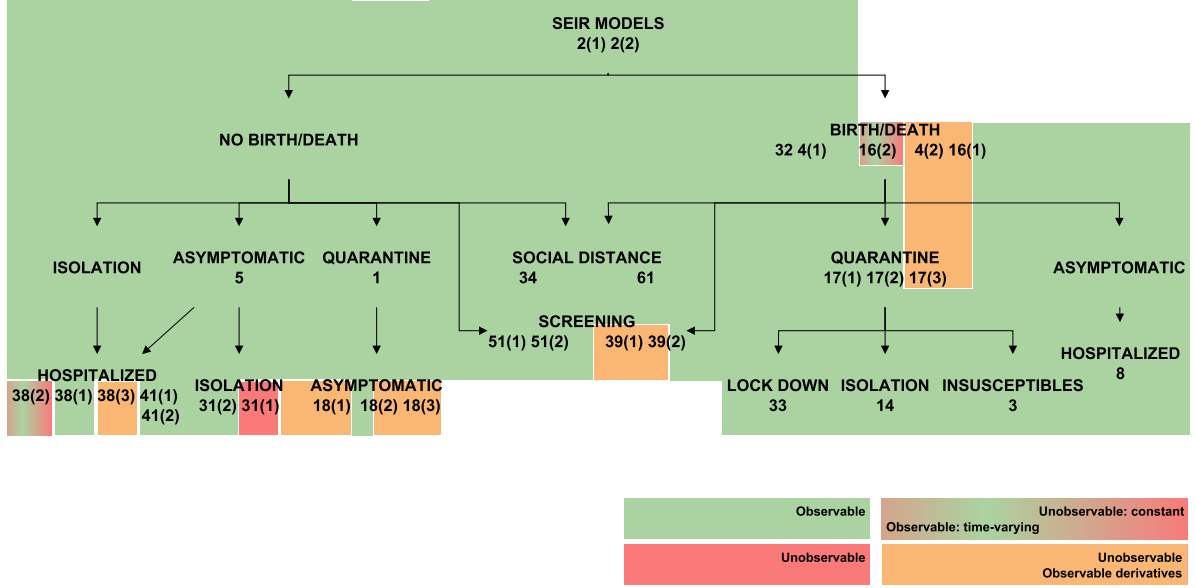 SEIR MODELS
2(1) 2(2)
NO BIRTH/DEATH
BIRTH/DEATH
32 4(1) 16(2) 4(2) 16(1)
ISOLATION
ASYMPTOMATIC
5
QUARANTINE
1
SOCIAL DISTANCE
34 61
QUARANTINE
17(1) 17(2) 17(3)
ASYMPTOMATIC
SCREENING
51(1) 51(2) 39(1) 39(2)
HOSPITALIZED
38(2) 38(1) 38(3) 41(1)
41(2)
ISOLATION
31(2) 31(1)
ASYMPTOMATIC
18(1) 18(2) 18(3)
LOCK DOWN
33
ISOLATION
14
INSUSCEPTIBLES
3
HOSPITALIZED
8
Observable
Unobservable: constant
Observable: time-varying
Unobservable
Unobservable
Observable derivatives